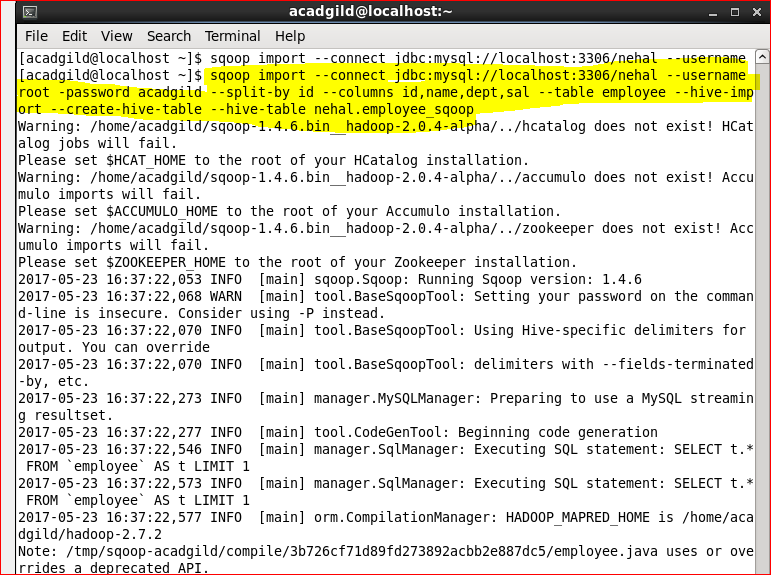 acadgild@localhost:~
File Edit View Search Terminal Help
[acadgild@localhost ~]$ sqoop import --connect jdbc:mysql://localhost:3306/nehal --username
[acadgild@localhost ~]$ sqoop import --connect jdbc:mysql://localhost:3306/nehal --username
root -password acadgild --split-by id --columns id,name,dept,sal --table employee --hive-imp
ort --create-hive-table --hive-table nehal.employee_sqoop
Warning: /home/acadgild/sqoop-1.4.6.bin__hadoop-2.0.4-alpha/../hcatalog does not exist! HCat
alog jobs will fail.
Please set $HCAT_HOME to the root of your HCatalog installation.
Warning: /home/acadgild/sqoop-1.4.6.bin__hadoop-2.0.4-alpha/../accumulo does not exist! Accu
mulo imports will fail.
Please set $ACCUMULO_HOME to the root of your Accumulo installation.
Warning: /home/acadgild/sqoop-1.4.6.bin__hadoop-2.0.4-alpha/../zookeeper does not exist! Acc
umulo imports will fail.
Please set $ZOOKEEPER_HOME to the root of your Zookeeper installation.
2017-05-23 16:37:22,053 INFO  [main] sqoop.Sqoop: Running Sqoop version: 1.4.6
2017-05-23 16:37:22,068 WARN  [main] tool.BaseSqoopTool: Setting your password on the comman
d-line is insecure. Consider using -P instead.
2017-05-23 16:37:22,070 INFO  [main] tool.BaseSqoopTool: Using Hive-specific delimiters for
output. You can override
2017-05-23 16:37:22,070 INFO  [main] tool.BaseSqoopTool: delimiters with --fields-terminated
-by, etc.
2017-05-23 16:37:22,273 INFO  [main] manager.MySQLManager: Preparing to use a MySQL streamin
g resultset.
2017-05-23 16:37:22,277 INFO  [main] tool.CodeGenTool: Beginning code generation
2017-05-23 16:37:22,546 INFO  [main] manager.SqlManager: Executing SQL statement: SELECT t.*
 FROM `employee` AS t LIMIT 1
2017-05-23 16:37:22,573 INFO  [main] manager.SqlManager: Executing SQL statement: SELECT t.*
 FROM `employee` AS t LIMIT 1
2017-05-23 16:37:22,577 INFO  [main] orm.CompilationManager: HADOOP_MAPRED_HOME is /home/aca
dgild/hadoop-2.7.2
Note: /tmp/sqoop-acadgild/compile/3b726cf71d89fd273892acbb2e887dc5/employee.java uses or ove
rrides a deprecated API.